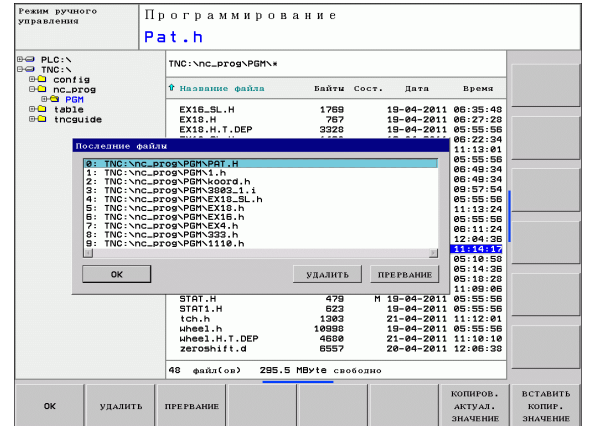 Режим ручного
управления
Программирование
Pat.h
PLC:\
TNC:\
config
nc_prog
PGM
table
tncguide
TNC:\nc_prog\PGM\*
Название файла Байты Сост. Дата Время
EX16_SL.H 1769 19-04-2011 06:35:48
EX18.H 767 19-04-2011 06:27:28
EX18.H.T.DEP 3328 19-04-2011 05:55:56
06:22:34
11:13:01
05:55:56
06:49:34
06:49:34
09:57:54
05:55:56
11:13:24
05:55:56
06:11:24
12:04:36
11:14:17
05:10:58
05:14:36
05:18:28
11:09:06
Последние файлы
0: TNC:\nc_prog\PGM\PAT.H
1: TNC:\nc_prog\PGM\1.h
2: TNC:\nc_prog\PGM\koord.h
3: TNC:\nc_prog\PGM\3803_1.i
4: TNC:\nc_prog\PGM\EX18_SL.h
5: TNC:\nc_prog\PGM\EX18.h
6: TNC:\nc_prog\PGM\EX16.h
7: TNC:\nc_prog\PGM\EX4.h
8: TNC:\nc_prog\PGM\333.h
9: TNC:\nc_prog\PGM\1110.h
ОК УДАЛИТЬ ПРЕРВАНИЕ
STAT.H 479 M 19-04-2011 05:55:56
STAT1.H 623 19-04-2011 05:55:56
tch.h 1303 21-04-2011 11:12:01
wheel.h 10998 19-04-2011 05:55:56
wheel.H.T.DEP 4680 21-04-2011 11:10:10
zeroshift.d 6557 20-04-2011 12:06:38
48 файл(ов) 295.5 MByte свободно
ОК
УДАЛИТЬ
ПРЕРВАНИЕ
КОПИРОВ.
АКТУАЛ.
ЗНАЧЕНИЕ
ВСТАВИТЬ
КОПИР.
ЗНАЧЕНИЕ